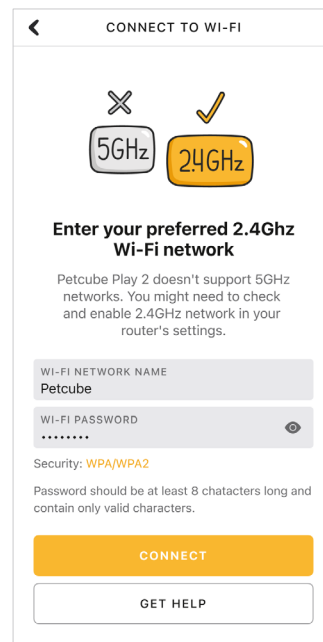 CONNECT TO WI-FI
5GHz
2.4GHz
Enter your preferred 2.4Ghz
Wi-Fi network
Petcube Play 2 doesn't support 5GHz
networks. You might need to check
and enable 2.4GHz network in your
router's settings.
WI-FI NETWORK NAME
Petcube
WI-FI PASSWORD
••••••••
Security: WPA/WPA2
Password should be at least 8 chatacters long and
contain only valid characters.
CONNECT
GET HELP